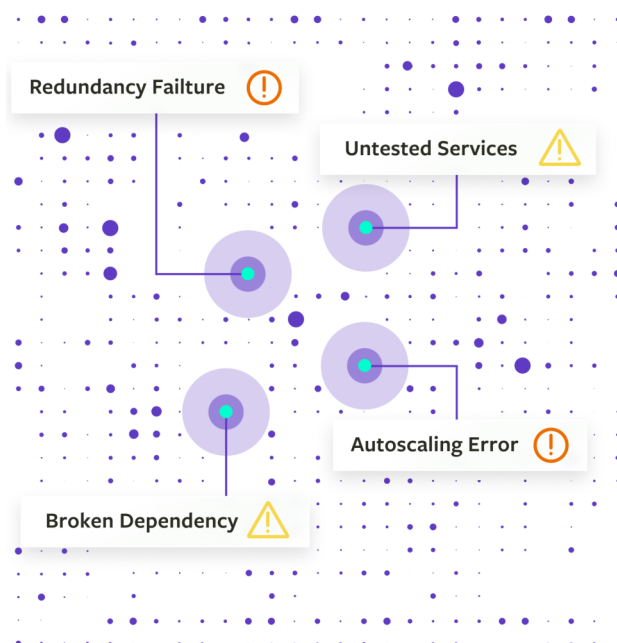 Redundancy Failture
Untested Services
Autoscaling Error
Broken Dependency